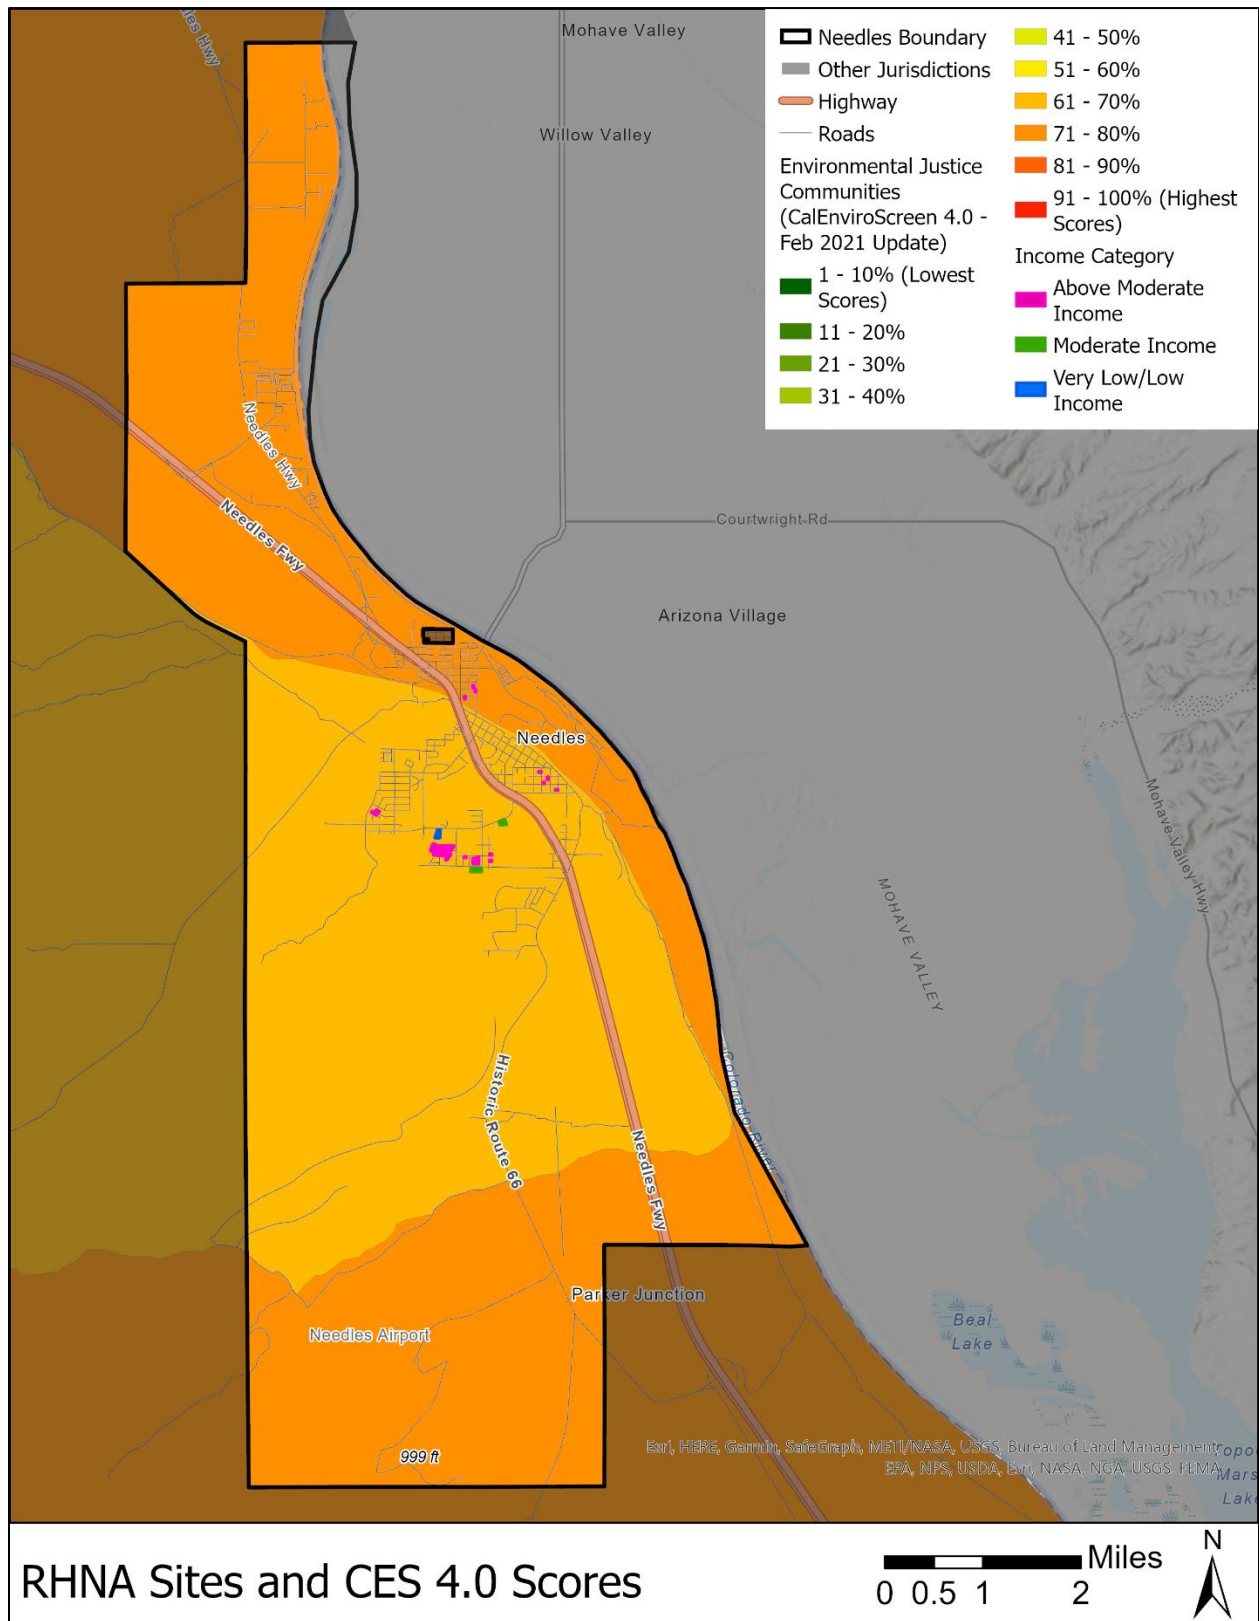 les Hwy
Mohave Valley
Willow Valley
Needles Boundary
Other Jurisdictions
Highway
Roads
Environmental Justice
Communities
(CalEnviroScreen 4.0 -
Feb 2021 Update)
1 - 10% (Lowest
Scores)
11 - 20%
21 - 30%
31 - 40%
41 - 50%
51 - 60%
61 - 70%
71 - 80%
81 - 90%
91 - 100% (Highest
Scores)
Income Category
Above Moderate
Income
Moderate Income
Very Low/Low
Income
Needles Hwy
Needles Fwy
Courtwright Rd
Arizona Village
Needles
Mohave Valley Hwy
MOHAVE VALLEY
Colorado River
Historic Route 66
Needles Fwy
Parker Junction
Needles Airport
Beal
Lake
999 ft
Esri, HERE, Garmin, SafeGraph, METI/NASA, USGS, Bureau of Land Management,
EPA, NPS, USDA, Esri, NASA, NGA, USGS, FEMA
Topo
Mars
Lake
RHNA Sites and CES 4.0 Scores
Miles
0 0.5 1 2
N